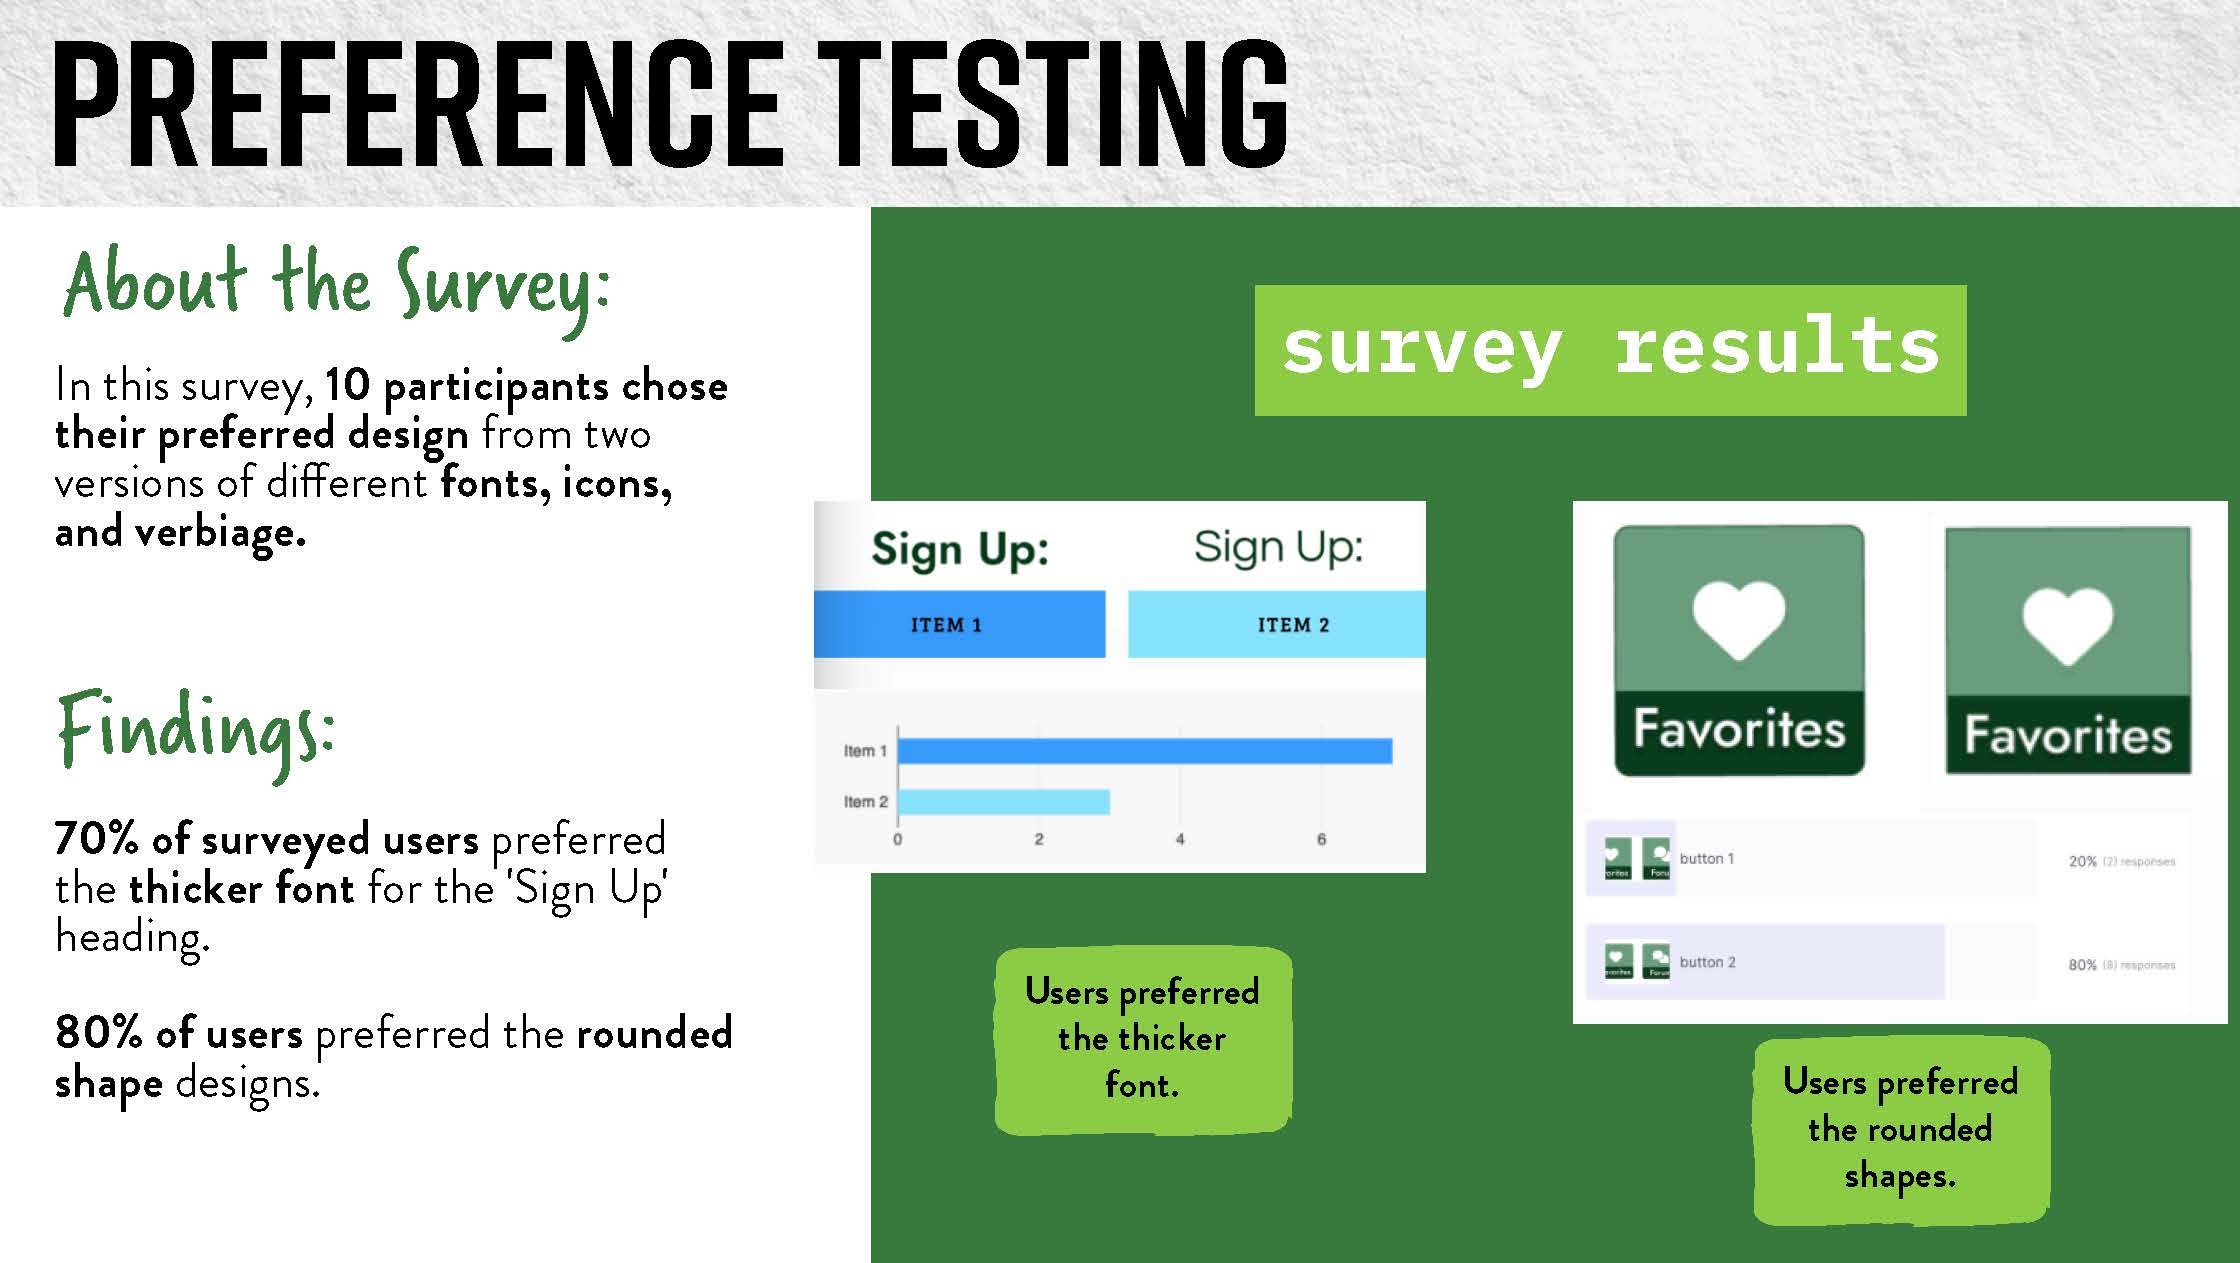 PREFERENCE TESTING
About the Survey:
In this survey, 10 participants chose
their preferred design from two
versions of different fonts, icons,
and verbiage.
Findings:
70% of surveyed users preferred
the thicker font for the 'Sign Up'
heading.
80% of users preferred the rounded
shape designs.
survey results
Sign Up:
Sign Up:
ITEM 1
ITEM 2
Item 1
Item 2
0 2 4 6
Users preferred
the thicker
font.
Favorites
Favorites
button 1
20% (2) responses
button 2
80% (8) responses
Users preferred
the rounded
shapes.